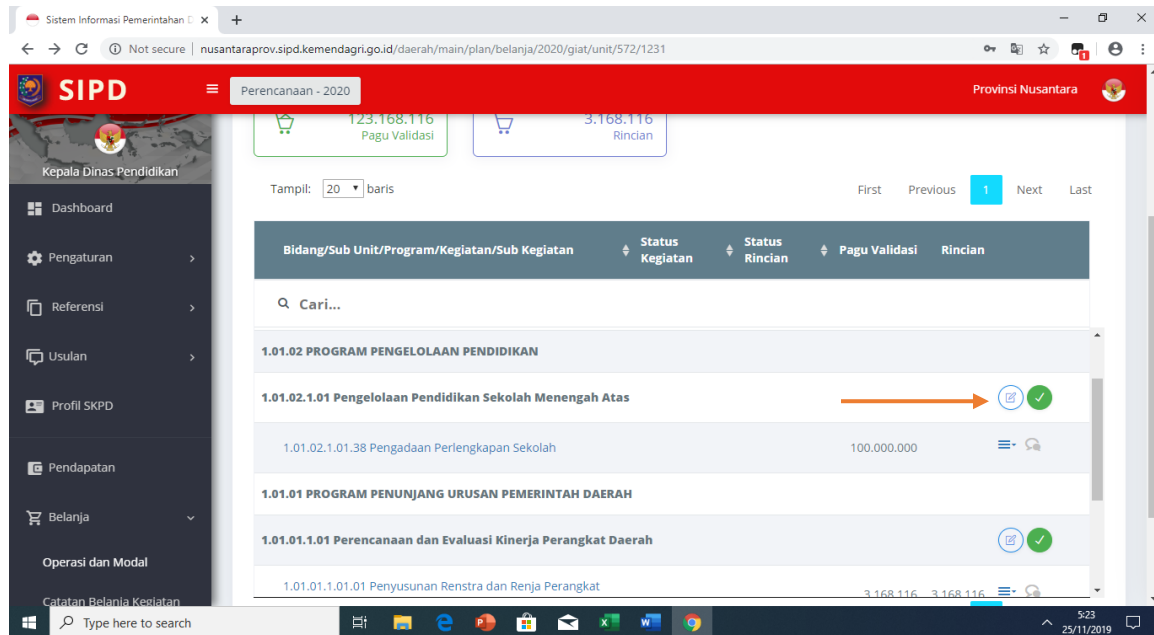 Sistem Informasi Pemerintahan D
Not secure | nusantaraprov.sipd.kemendagri.go.id/daerah/main/plan/belanja/2020/giat/unit/572/1231
1
SIPD
Perencanaan - 2020
Provinsi Nusantara
Kepala Dinas Pendidikan
Dashboard
Pengaturan
Referensi
Usulan
Profil SKPD
Pendapatan
Belanja
Operasi dan Modal
Catatan Belanja Kegiatan
123.168.116
Pagu Validasi
3.168.116
Rincian
Tampil: 20 baris
First Previous 1 Next Last
Bidang/Sub Unit/Program/Kegiatan/Sub Kegiatan
Status Kegiatan
Status Rincian
Pagu Validasi
Rincian
Cari...
1.01.02 PROGRAM PENGELOLAAN PENDIDIKAN
1.01.02.1.01 Pengelolaan Pendidikan Sekolah Menengah Atas
1.01.02.1.01.38 Pengadaan Perlengkapan Sekolah 100.000.000
1.01.01 PROGRAM PENUNJANG URUSAN PEMERINTAH DAERAH
1.01.01.1.01 Perencanaan dan Evaluasi Kinerja Perangkat Daerah
1.01.01.1.01.01 Penyusunan Renstra dan Renja Perangkat
3.168.116 3.168.116
Type here to search
5:23
25/11/2019